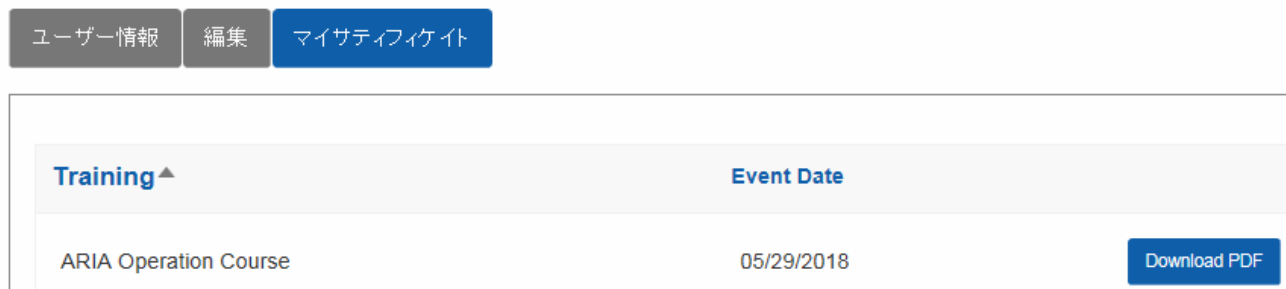 ユーザー情報 編集 マイサティフィケイト
Training Event Date
ARIA Operation Course 05/29/2018 Download PDF